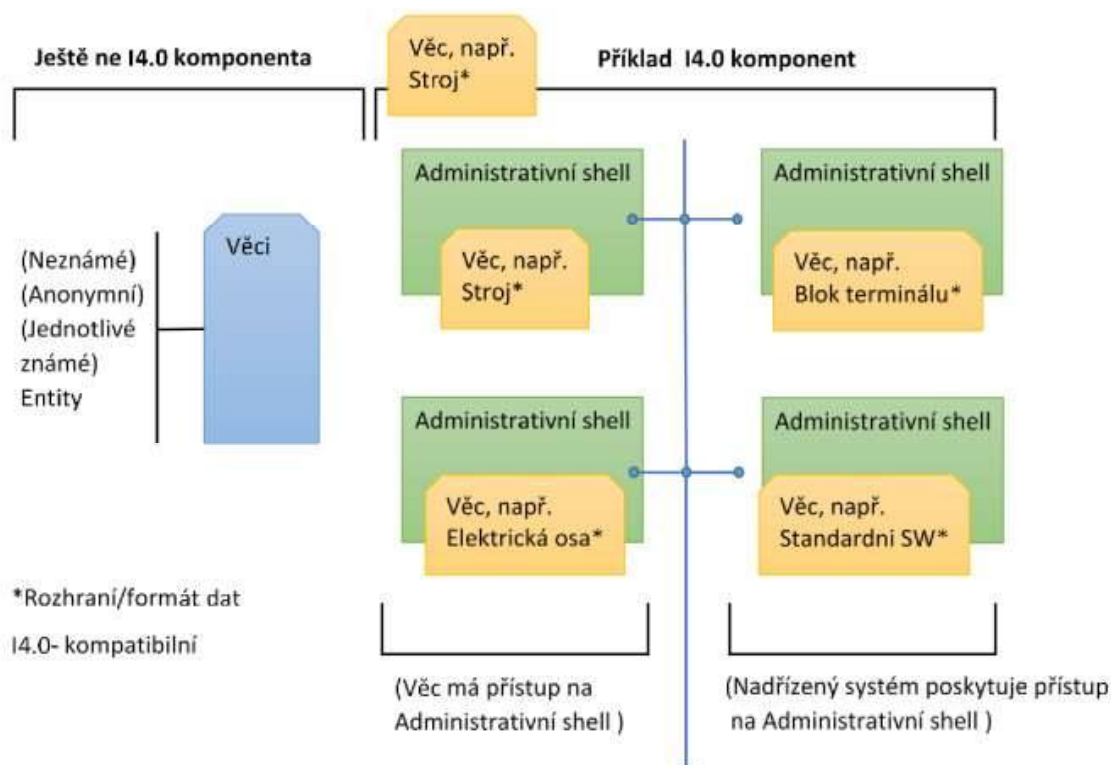 Ještě ne I4.0 komponenta
Věc, např.
Stroj*
Příklad I4.0 komponent
Administrativní shell
Věc, např.
Stroj*
Administrativní shell
Věc, např.
Blok terminálu*
(Neznámé)
(Anonymní)
(Jednotlivé
známé)
Entity
Věci
Administrativní shell
Věc, např.
Elektrická osa*
Administrativní shell
Věc, např.
Standardni SW*
*Rozhraní/formát dat
I4.0- kompatibilní
(Věc má přístup na
Administrativní shell )
(Nadřízený systém poskytuje přístup
na Administrativní shell )